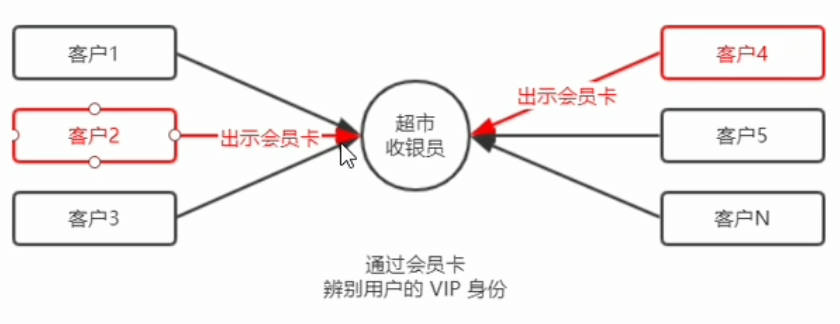 客户1
客户4
出示会员卡
超市
收银员
客户2
出示会员卡
客户5
客户3
客户N
通过会员卡
辨别用户的 VIP 身份